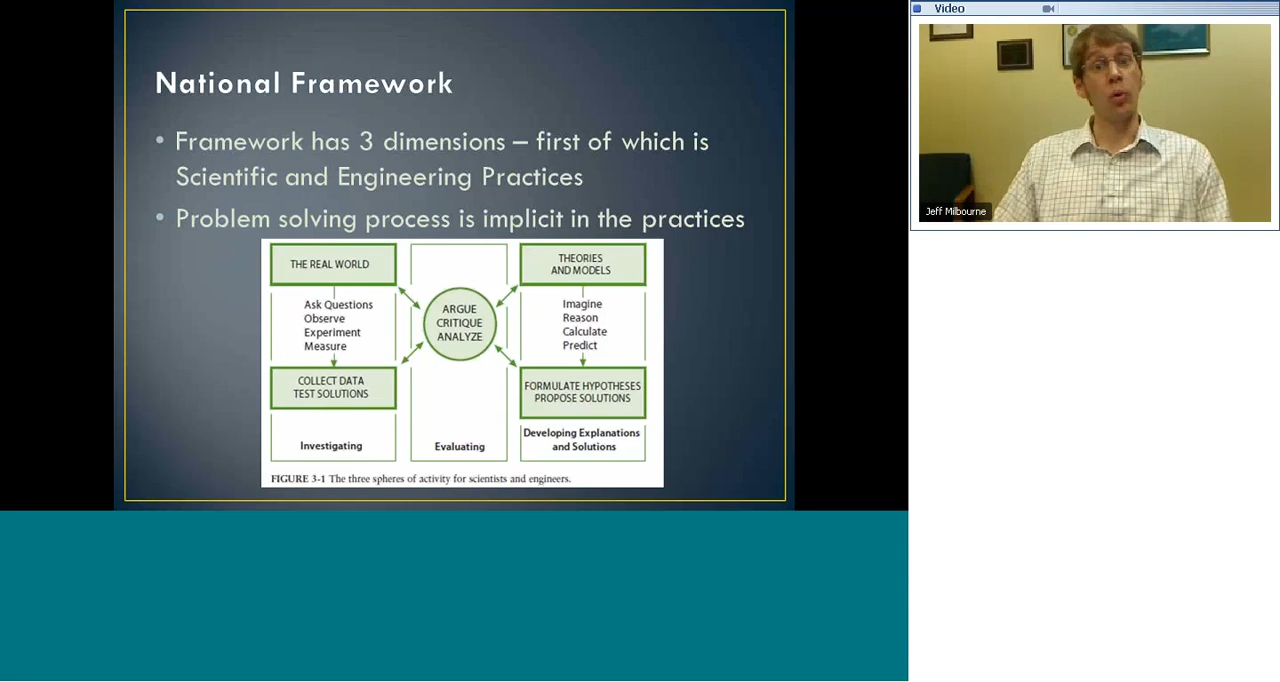 National Framework
• Framework has 3 dimensions – first of which is
Scientific and Engineering Practices
• Problem solving process is implicit in the practices
THE REAL WORLD
Ask Questions
Observe
Experiment
Measure
COLLECT DATA
TEST SOLUTIONS
Investigating
ARGUE
CRITIQUE
ANALYZE
Evaluating
THEORIES
AND MODELS
Imagine
Reason
Calculate
Predict
FORMULATE HYPOTHESES
PROPOSE SOLUTIONS
Developing Explanations
and Solutions
FIGURE 3-1 The three spheres of activity for scientists and engineers.
Video
Jeff Milbourne